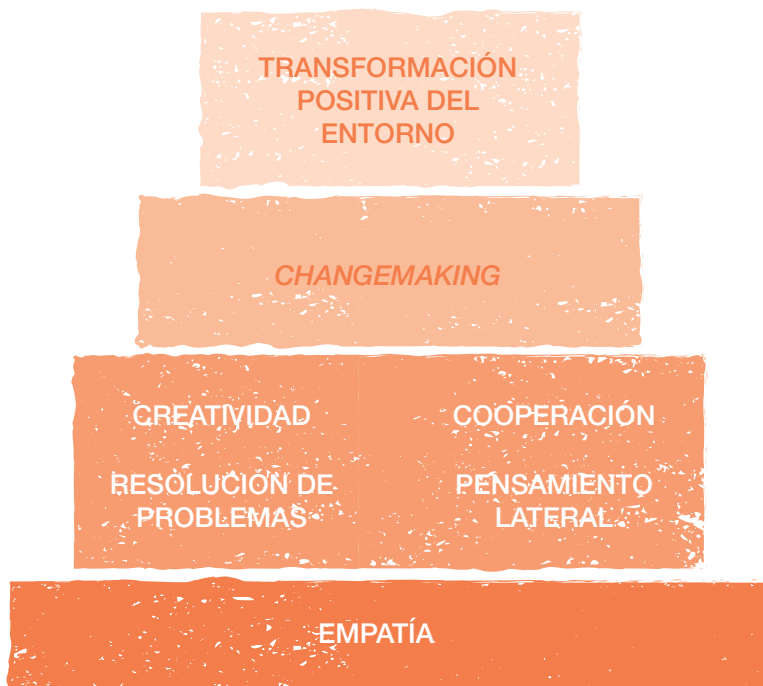 TRANSFORMACIÓN
POSITIVA DEL
ENTORNO
CHANGEMAKING
CREATIVIDAD
COOPERACIÓN
RESOLUCIÓN DE
PROBLEMAS
PENSAMIENTO
LATERAL
EMPATÍA